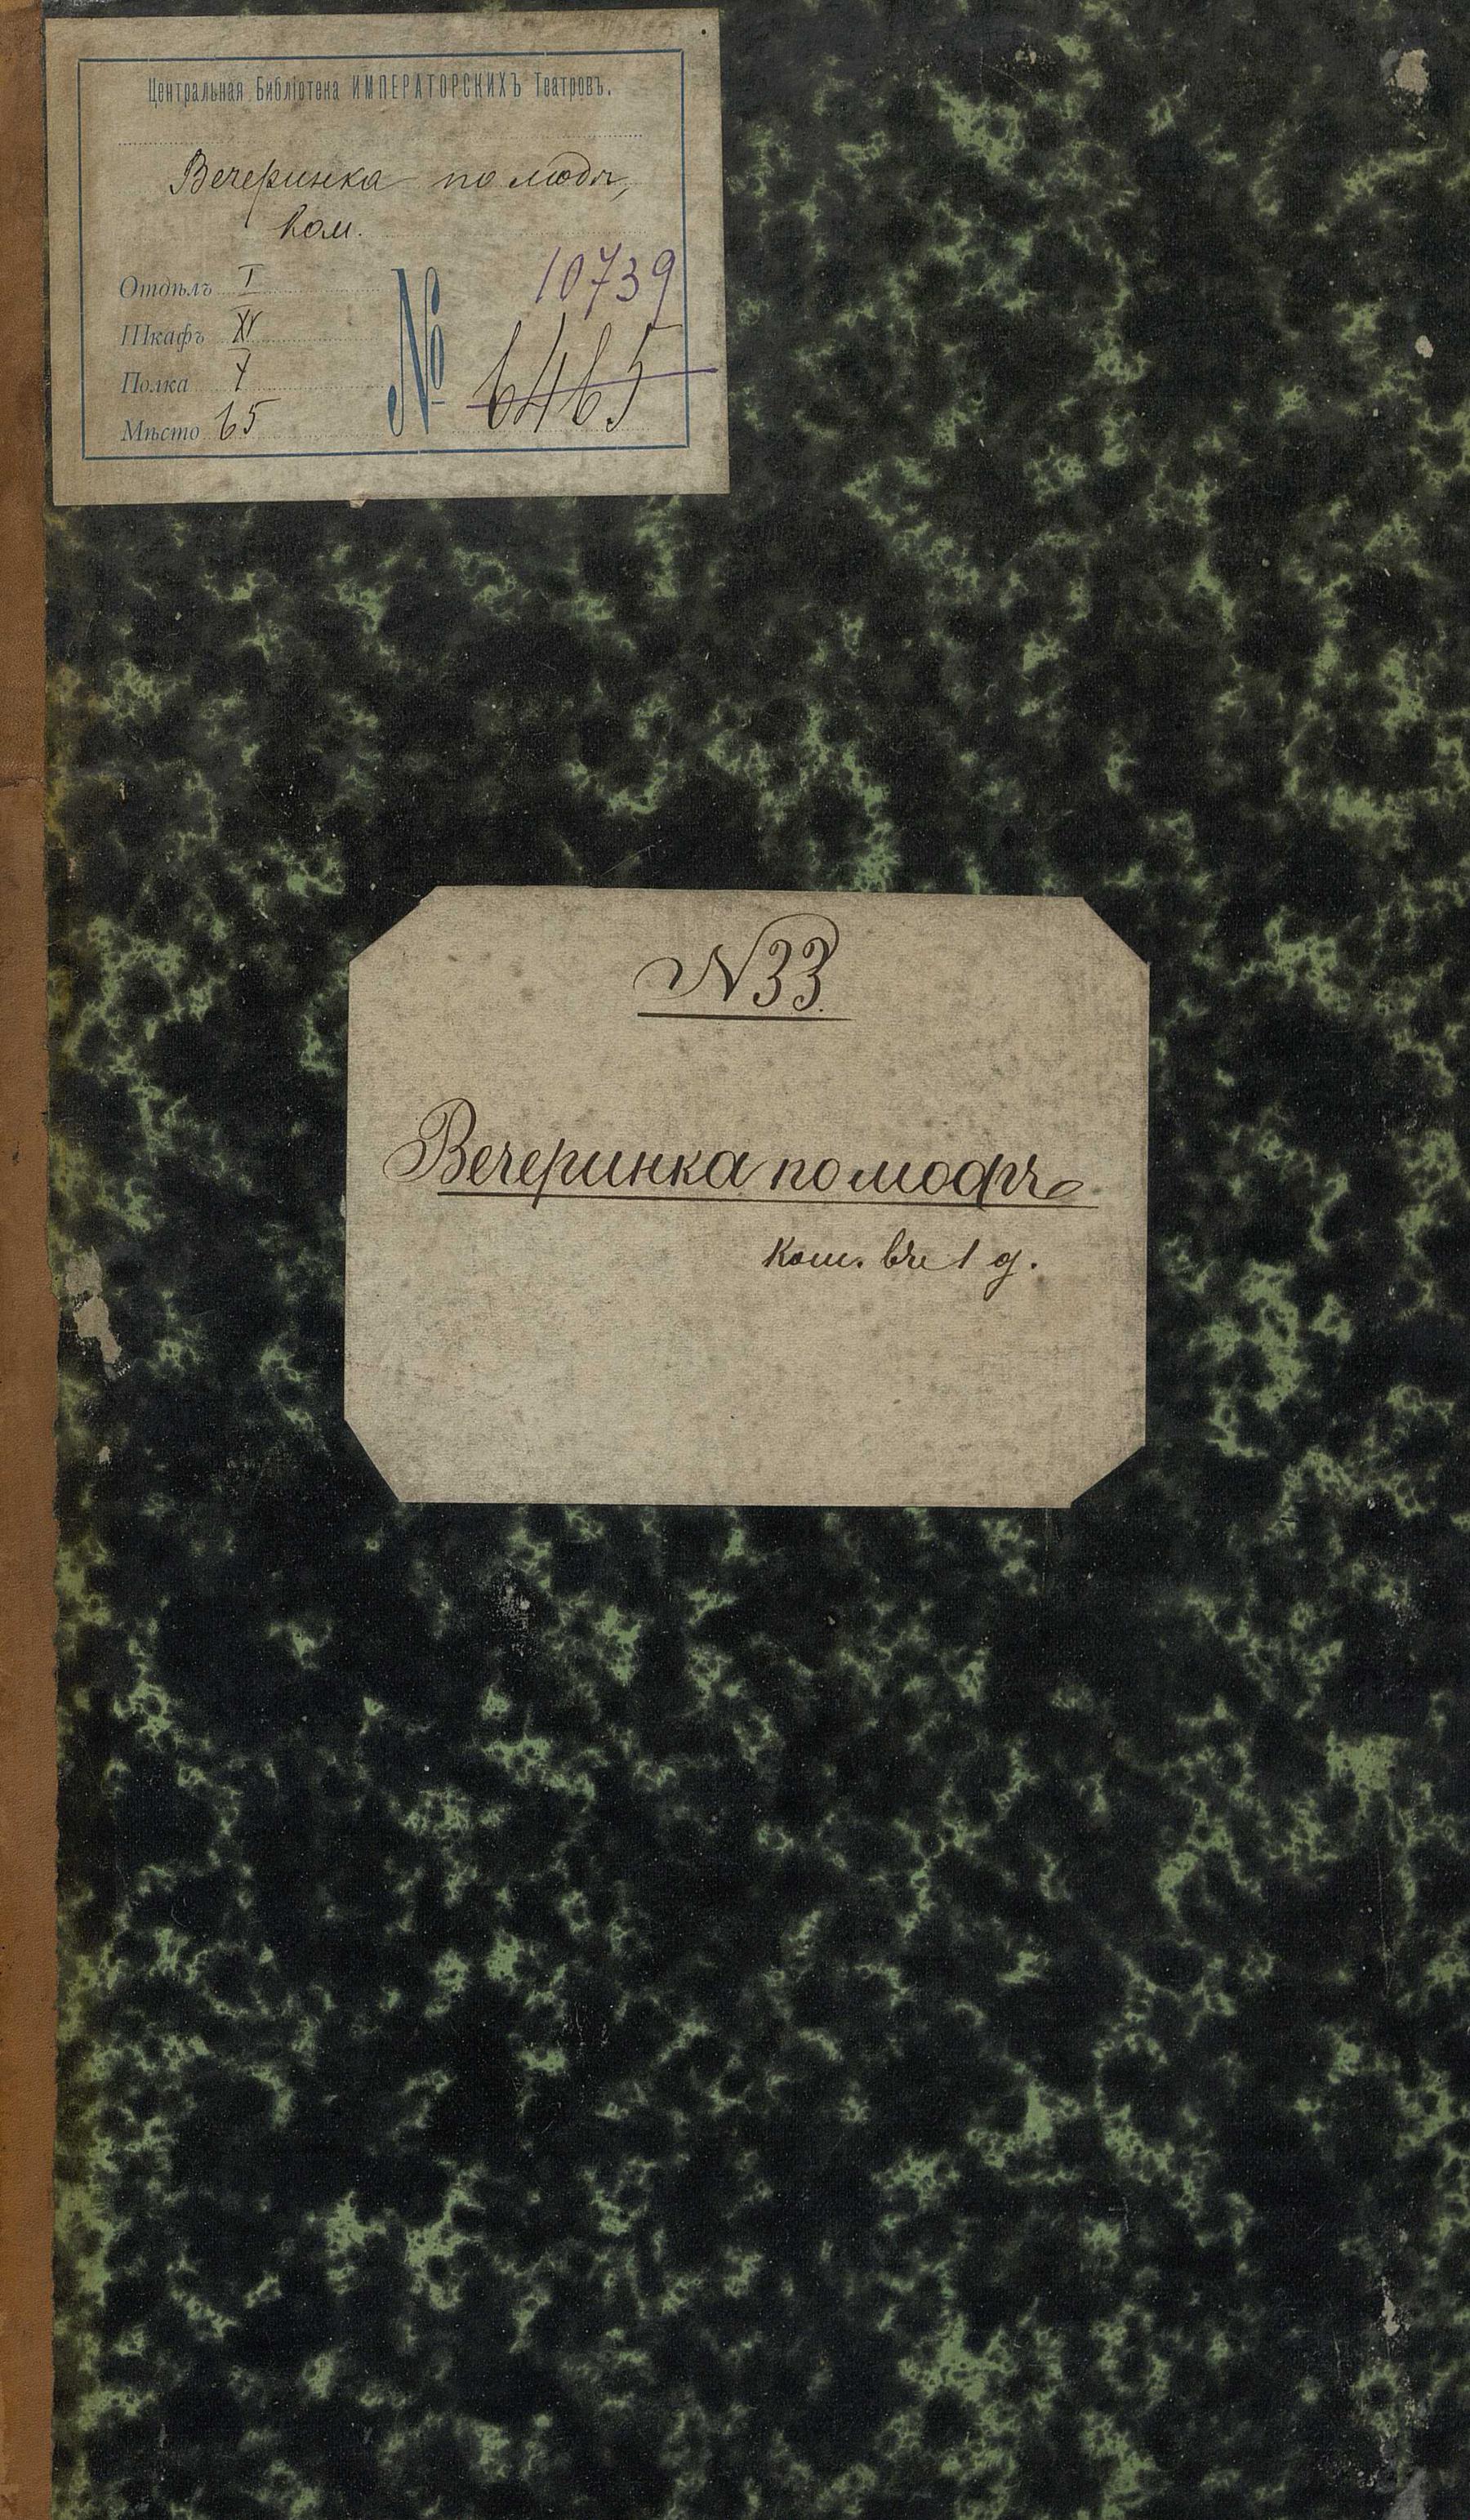 Центральная Библіотека ИМПЕРАТОРСКИХЪ Театровъ.
Вечеринка по модѣ,
ком.
Отдѣлъ I
Шкафъ XV
Полка 7
Мѣсто 65
№ 10739
6465
N 33.
Вечеринка по модѣ
ком. въ 1 д.